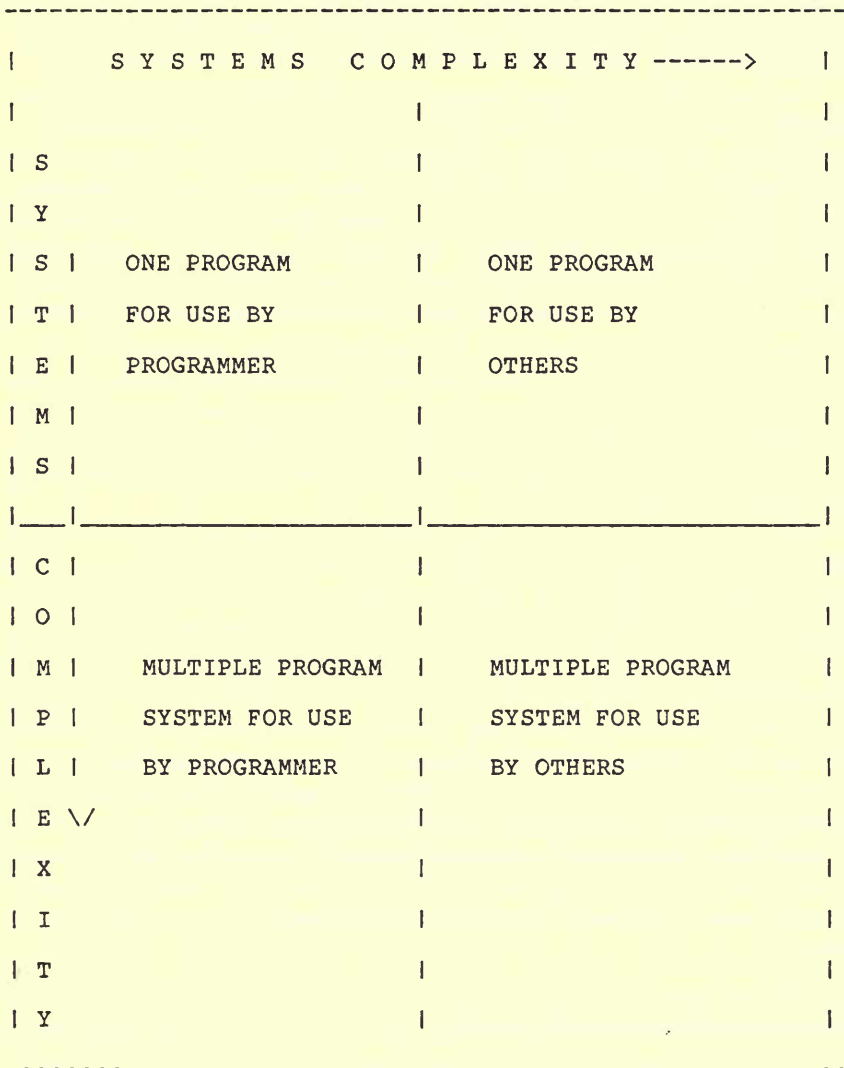 S Y S T E M S C O M P L E X I T Y ------>
S
Y
S ONE PROGRAM ONE PROGRAM
T FOR USE BY FOR USE BY
E PROGRAMMER OTHERS
M
S
C
O
M MULTIPLE PROGRAM MULTIPLE PROGRAM
P SYSTEM FOR USE SYSTEM FOR USE
L BY PROGRAMMER BY OTHERS
E \/
X
I
T
Y